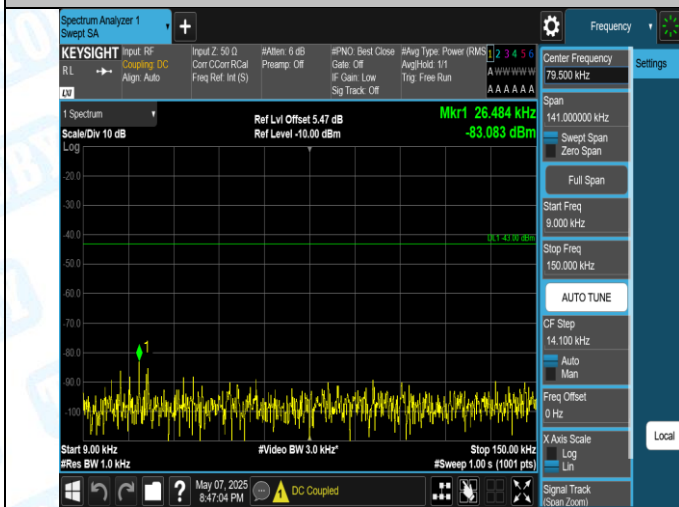 Spectrum Analyzer 1
Swept SA
Frequency
KEYSIGHT
RL
LXI
Input: RF
Coupling: DC
Align: Auto
Input Z: 50 Ω
Corr CCorr RCal
Freq Ref: Int (S)
#Atten: 6 dB
Preamp: Off
#PNO: Best Close
Gate: Off
IF Gain: Low
Sig Track: Off
#Avg Type: Power (RMS
Avg|Hold: 1/1
Trig: Free Run
1 2 3 4 5 6
A W W W W W
A A A A A A
1 Spectrum
Scale/Div 10 dB
Log
Ref Lvl Offset 5.47 dB
Ref Level -10.00 dBm
Mkr1 26.484 kHz
-83.083 dBm
-20.0
-30.0
-40.0
DL1 -43.00 dBm
-50.0
-60.0
-70.0
-80.0
1
-90.0
-100
Start 9.00 kHz
#Res BW 1.0 kHz
#Video BW 3.0 kHz*
Stop 150.00 kHz
#Sweep 1.00 s (1001 pts)
May 07, 2025
8:47:04 PM
DC Coupled
Center Frequency
79.500 kHz
Span
141.000000 kHz
Swept Span
Zero Span
Full Span
Start Freq
9.000 kHz
Stop Freq
150.000 kHz
AUTO TUNE
CF Step
14.100 kHz
Auto
Man
Freq Offset
0 Hz
X Axis Scale
Log
Lin
Signal Track
(Span Zoom)
Settings
Local